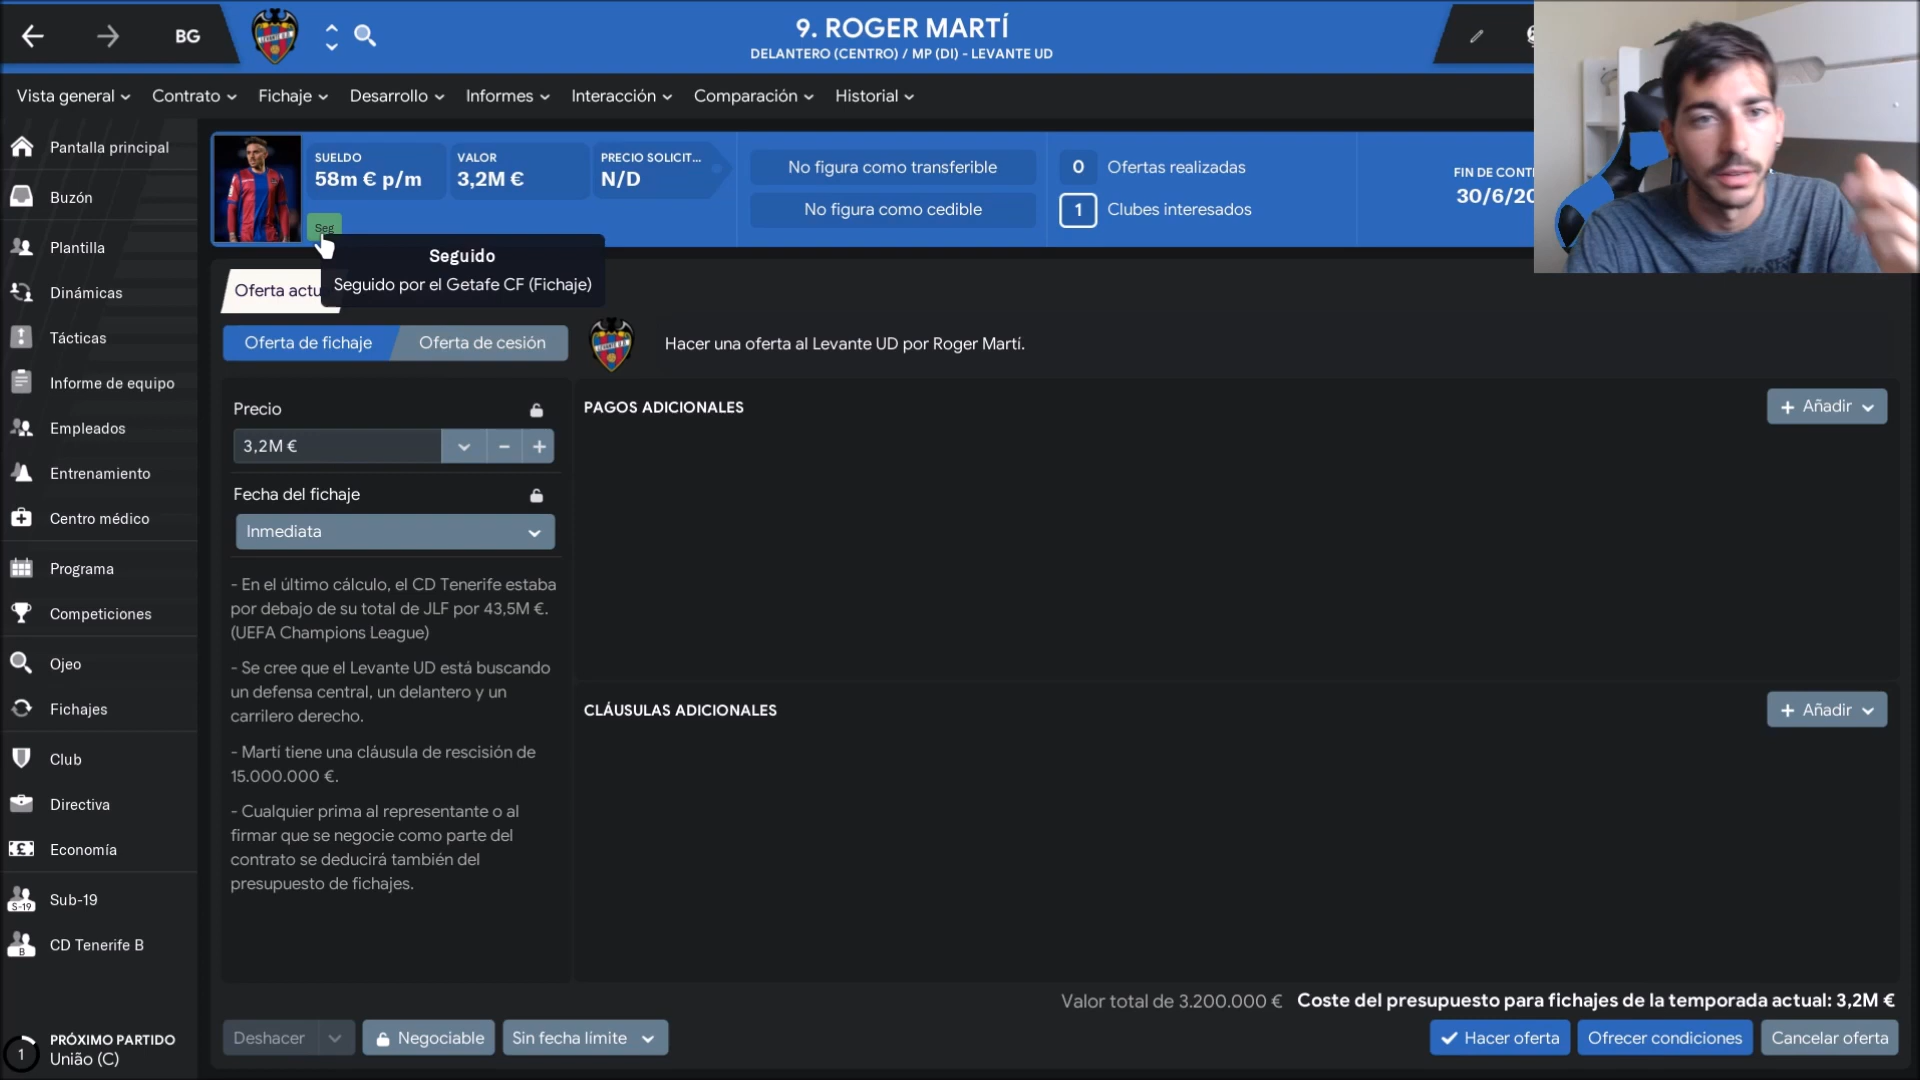 BG
9. ROGER MARTÍ
DELANTERO (CENTRO) / MP (DI) - LEVANTE UD
Vista general
Contrato
Fichaje
Desarrollo
Informes
Interacción
Comparación
Historial
Pantalla principal
Buzón
Plantilla
Dinámicas
Tácticas
Informe de equipo
Empleados
Entrenamiento
Centro médico
Programa
Competiciones
Ojeo
Fichajes
Club
Directiva
Economía
S-19
Sub-19
B
CD Tenerife B
1
PRÓXIMO PARTIDO
União (C)
SUELDO
58m € p/m
VALOR
3,2M €
PRECIO SOLICIT...
N/D
Seg
No figura como transferible
No figura como cedible
0 Ofertas realizadas
1 Clubes interesados
FIN DE CONT
30/6/20
Seguido
Seguido por el Getafe CF (Fichaje)
Oferta actu
Oferta de fichaje
Oferta de cesión
Hacer una oferta al Levante UD por Roger Martí.
Precio
3,2M €
Fecha del fichaje
Inmediata
- En el último cálculo, el CD Tenerife estaba
por debajo de su total de JLF por 43,5M €.
(UEFA Champions League)
- Se cree que el Levante UD está buscando
un defensa central, un delantero y un
carrilero derecho.
- Martí tiene una cláusula de rescisión de
15.000.000 €.
- Cualquier prima al representante o al
firmar que se negocie como parte del
contrato se deducirá también del
presupuesto de fichajes.
PAGOS ADICIONALES
+ Añadir
CLÁUSULAS ADICIONALES
+ Añadir
Valor total de 3.200.000 € Coste del presupuesto para fichajes de la temporada actual: 3,2M €
Deshacer
Negociable
Sin fecha límite
Hacer oferta
Ofrecer condiciones
Cancelar oferta